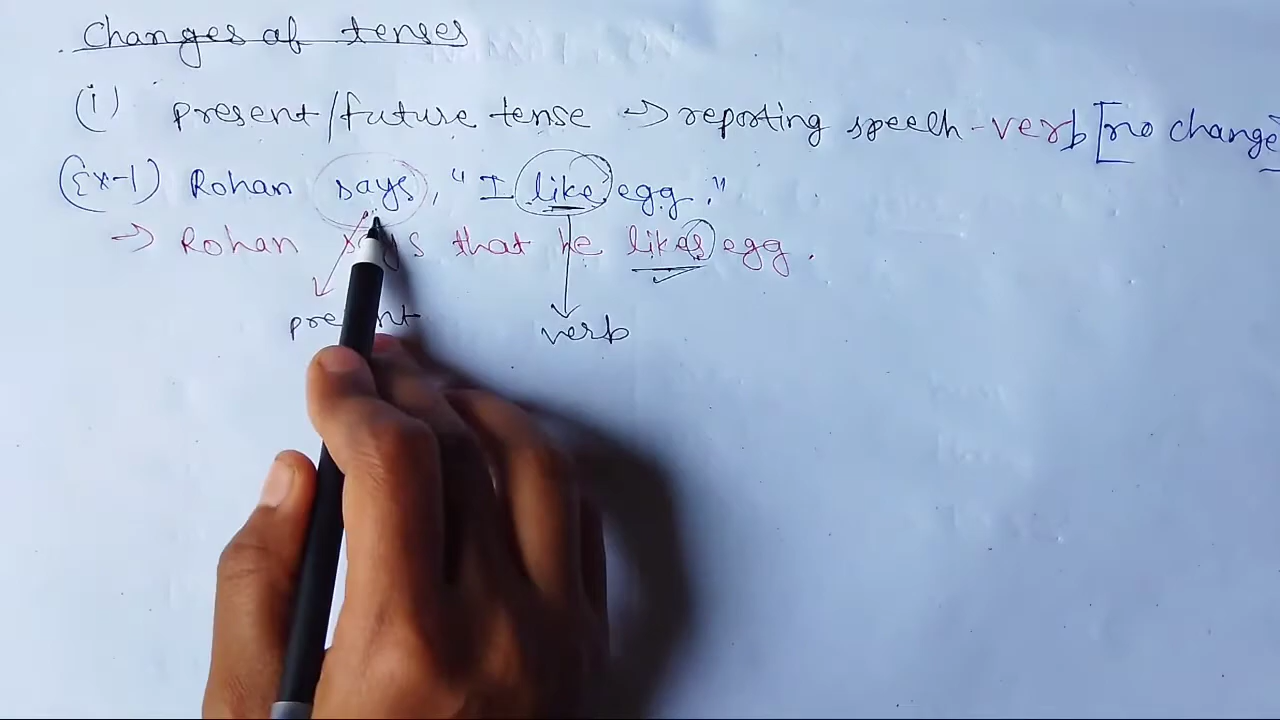 Changes of tenses
(i) present/future tense → reporting speech-verb [no change]
(Ex-1) Rohan says, "I like egg."
→ Rohan says that he likes egg.
present verb